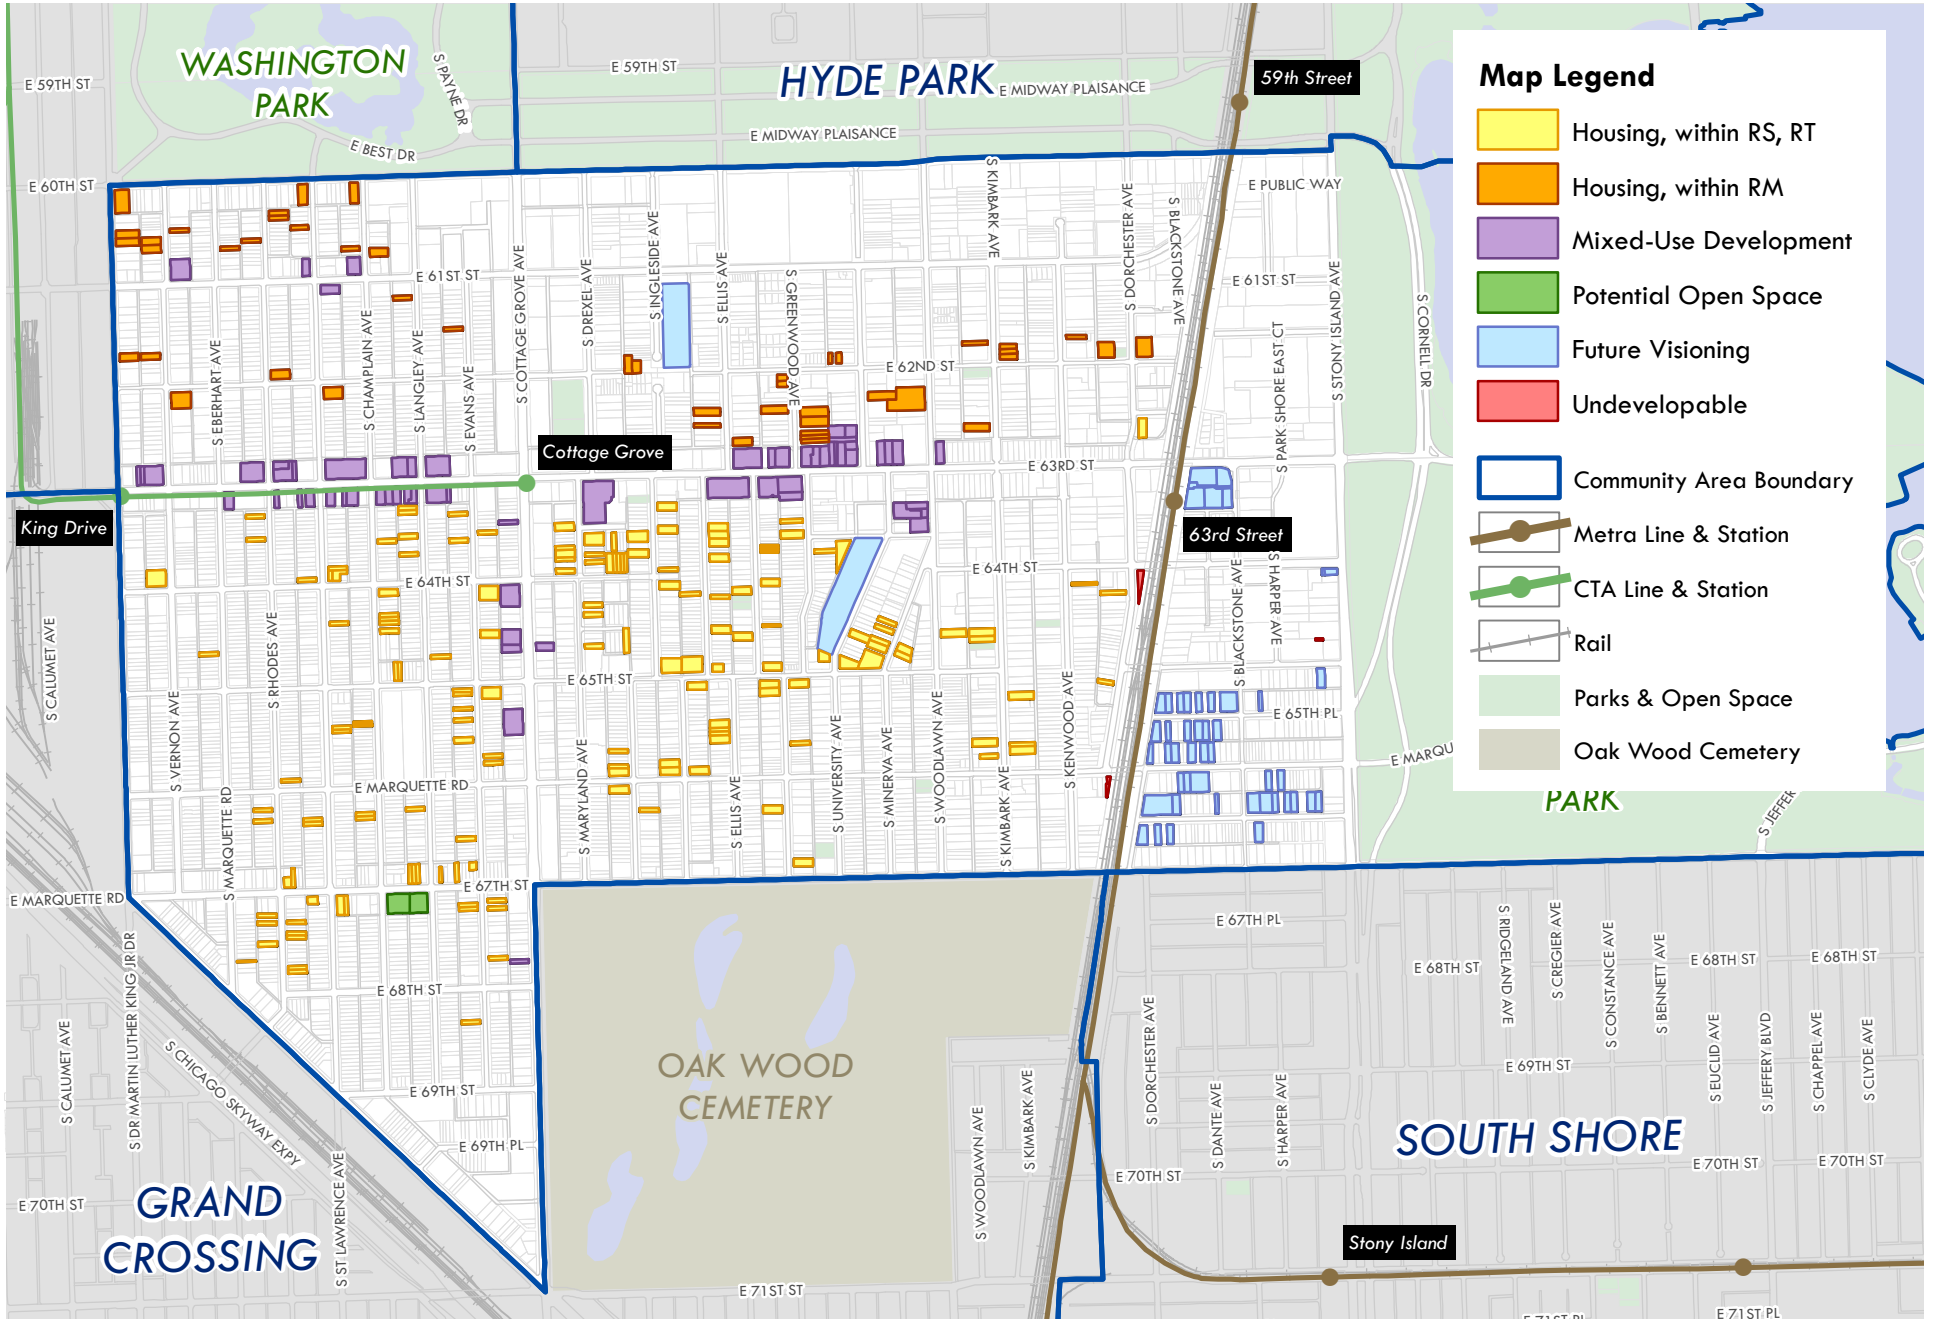 WASHINGTON
PARK
HYDE PARK
E 59TH ST
S PAYNE DR
E 59TH ST
E MIDWAY PLAISANCE
59th Street
E MIDWAY PLAISANCE
E BEST DR
E 60TH ST
E PUBLIC WAY
Map Legend
Housing, within RS, RT
Housing, within RM
Mixed-Use Development
Potential Open Space
Future Visioning
Undevelopable
Community Area Boundary
Metra Line & Station
CTA Line & Station
Rail
Parks & Open Space
Oak Wood Cemetery
S KIMBARK AVE
S DORCHESTER AVE
S BLACKSTONE AVE
S INGLESIDE AVE
S COTTAGE GROVE AVE
S DREXEL AVE
S ELLIS AVE
S GREENWOOD AVE
E 61ST ST
E 61ST ST
S STONY ISLAND AVE
S CORNELL DR
S PARK SHORE EAST CT
S EBERHART AVE
S CHAMPLAIN AVE
S LANGLEY AVE
S EVANS AVE
E 62ND ST
Cottage Grove
E 63RD ST
King Drive
63rd Street
E 64TH ST
E 64TH ST
S BLACKSTONE AVE
S HARPER AVE
S CALUMET AVE
S RHODES AVE
S VERNON AVE
E 65TH ST
S KENWOOD AVE
E 65TH PL
S MARYLAND AVE
S ELLIS AVE
S UNIVERSITY AVE
S MINERVA AVE
S WOODLAWN AVE
S KIMBARK AVE
E MARQU
E MARQUETTE RD
S MARQUETTE RD
PARK
S JEFFER
E 67TH ST
E MARQUETTE RD
E 67TH PL
S RIDGELAND AVE
S CREGIER AVE
S CONSTANCE AVE
S BENNETT AVE
E 68TH ST
E 68TH ST
E 68TH ST
E 68TH ST
S DR MARTIN LUTHER KING JR DR
S CALUMET AVE
S CHICAGO SKYWAY EXPY
S ST LAWRENCE AVE
OAK WOOD
CEMETERY
S DORCHESTER AVE
S DANTE AVE
S HARPER AVE
S EUCLID AVE
S JEFFERY BLVD
S CHAPPEL AVE
S CLYDE AVE
E 69TH ST
E 69TH ST
E 69TH PL
S WOODLAWN AVE
S KIMBARK AVE
SOUTH SHORE
E 70TH ST
E 70TH ST
E 70TH ST
E 70TH ST
GRAND
CROSSING
Stony Island
E 71ST ST
E 71ST PL
E 71ST PL